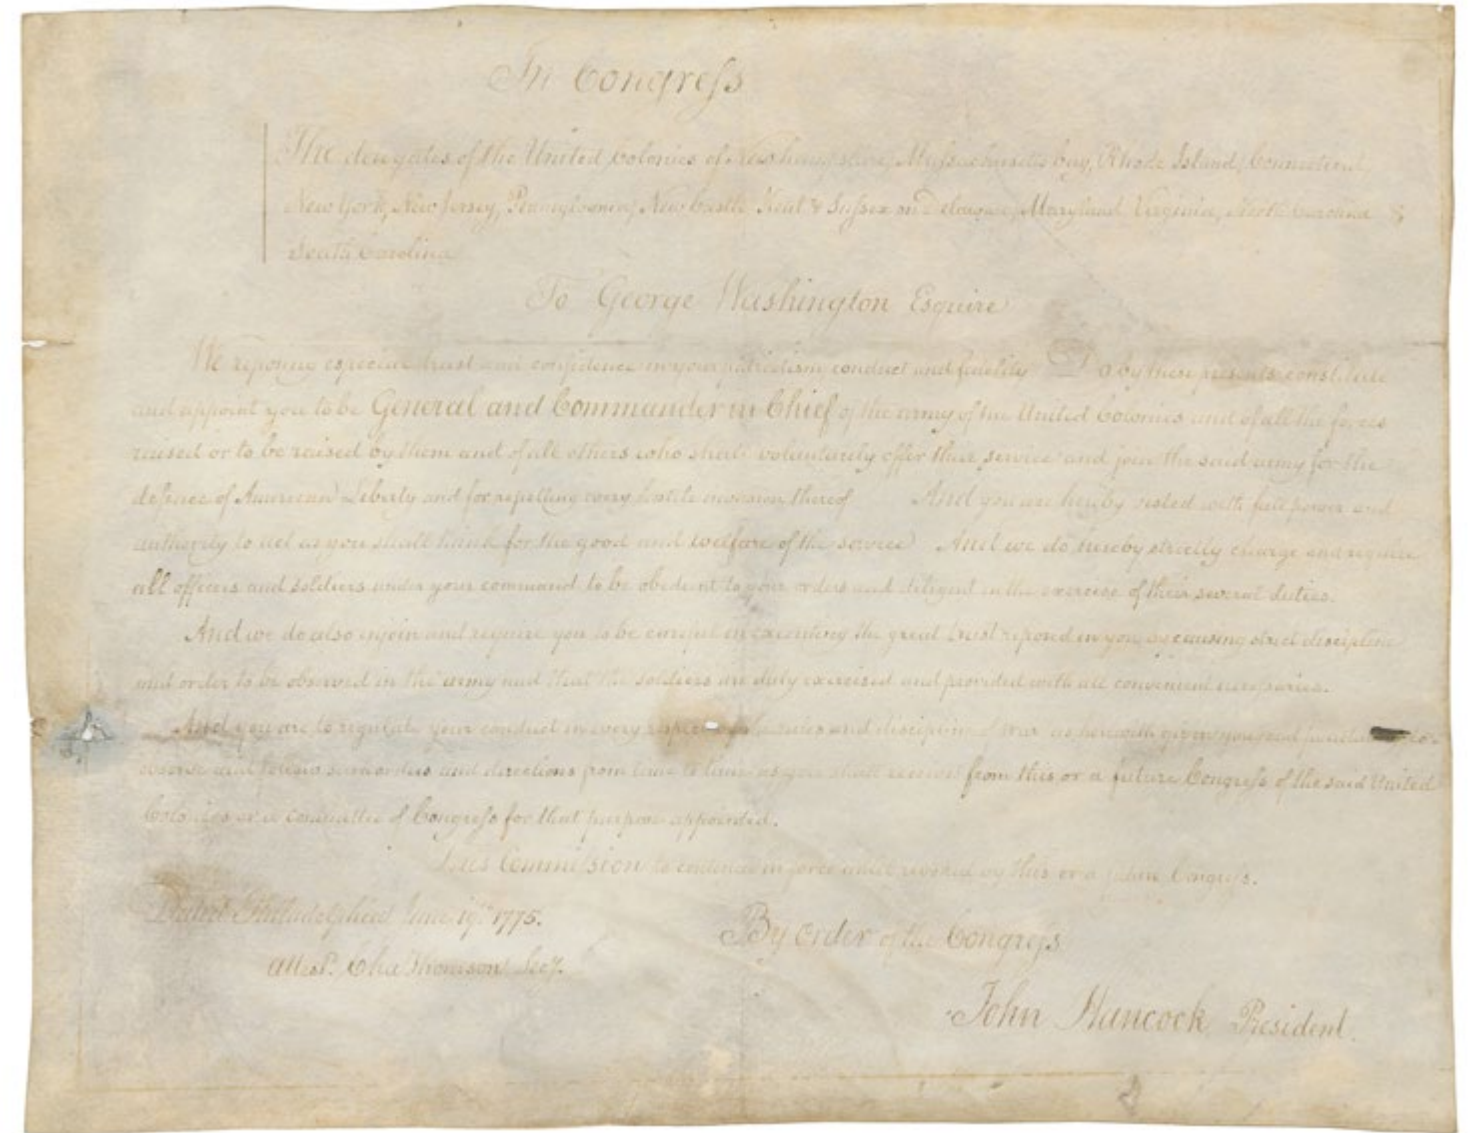 In Congress
The delegates of the United Colonies of New hampshire, Massachusetts bay, Rhode Island, Connecticut
New York, New Jersey, Pennsylvania, New Castle Kent & Sussex on Delaware, Maryland, Virginia, North Carolina &
South Carolina
To George Washington Esquire
We reposing especial trust and confidence in your patriotism, conduct and fidelity Do by these presents constitute
and appoint you to be General and Commander in Chief of the army of the United Colonies and of all the forces
raised or to be raised by them and of all others who shall voluntarily offer their service and join the said army for the
defence of American Liberty and for repelling every hostile invasion thereof And you are hereby vested with full power and
authority to act as you shall think for the good and welfare of the service And we do hereby strictly charge and require
all officers and soldiers under your command to be obedient to your orders and diligent in the exercise of their several duties.
And we do also enjoin and require you to be careful in executing the great trust reposed in you, by causing strict discipline
and order to be observed in the army and that the soldiers are duly exercised and provided with all convenient necessaries.
And you are to regulate your conduct in every respect by the rules and discipline of war as herewith given you and
observe and follow such orders and directions from time to time as you shall receive from this or a future Congress of the said United
Colonies or a committee of Congress for that purpose appointed.
This Commission to continue in force until revoked by this or a future Congress.
Dated Philadelphia June 19th 1775.
Attest. Cha Thomson Secy.
By order of the Congress
John Hancock President.